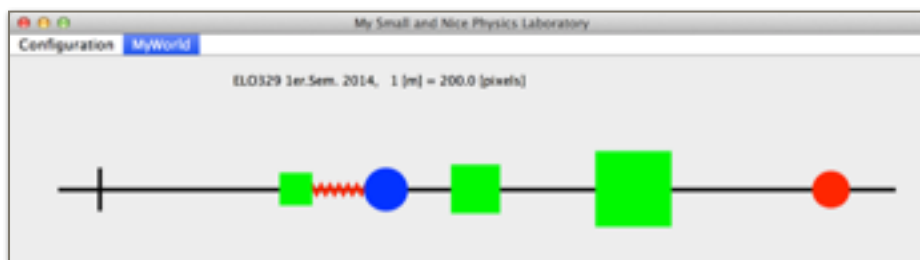 My Small and Nice Physics Laboratory
Configuration MyWorld
ELO329 1er.Sem. 2014, 1 [m] = 200.0 [pixels]